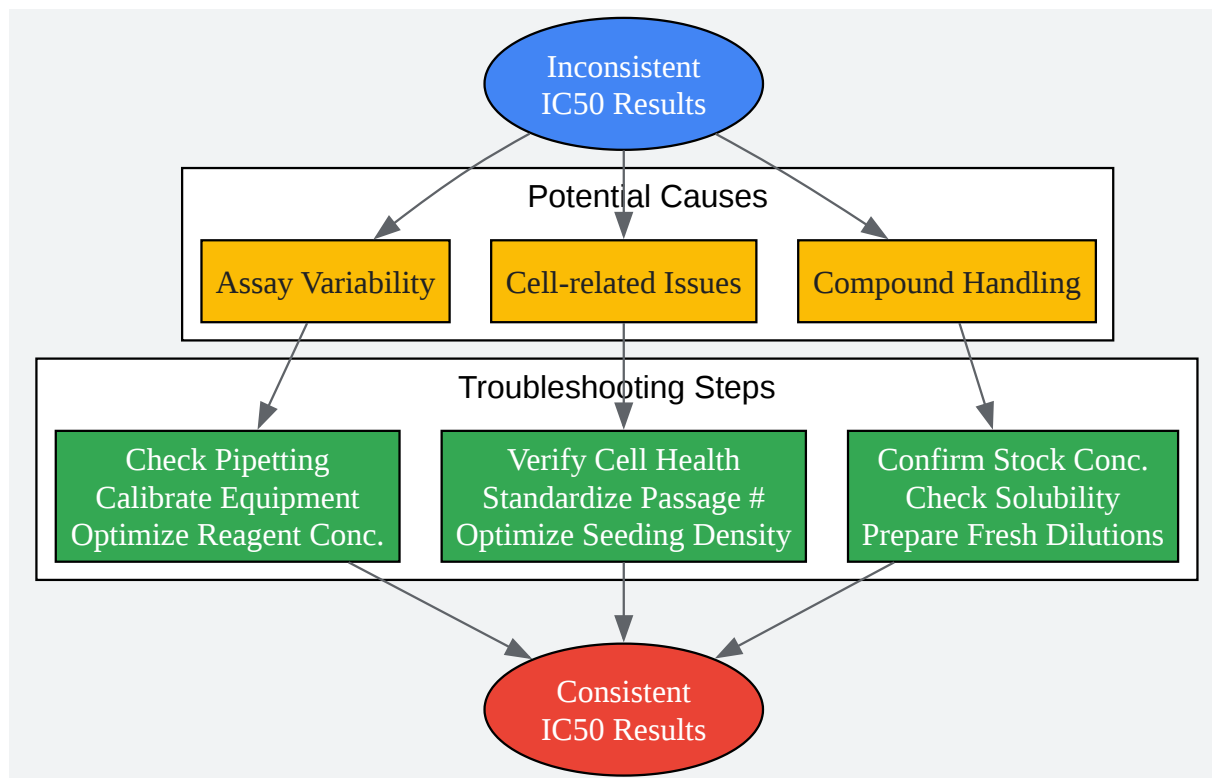 Inconsistent
IC50 Results
Potential Causes
Assay Variability
Cell-related Issues
Compound Handling
Troubleshooting Steps
Check Pipetting
Calibrate Equipment
Optimize Reagent Conc.
Verify Cell Health
Standardize Passage #
Optimize Seeding Density
Confirm Stock Conc.
Check Solubility
Prepare Fresh Dilutions
Consistent
IC50 Results